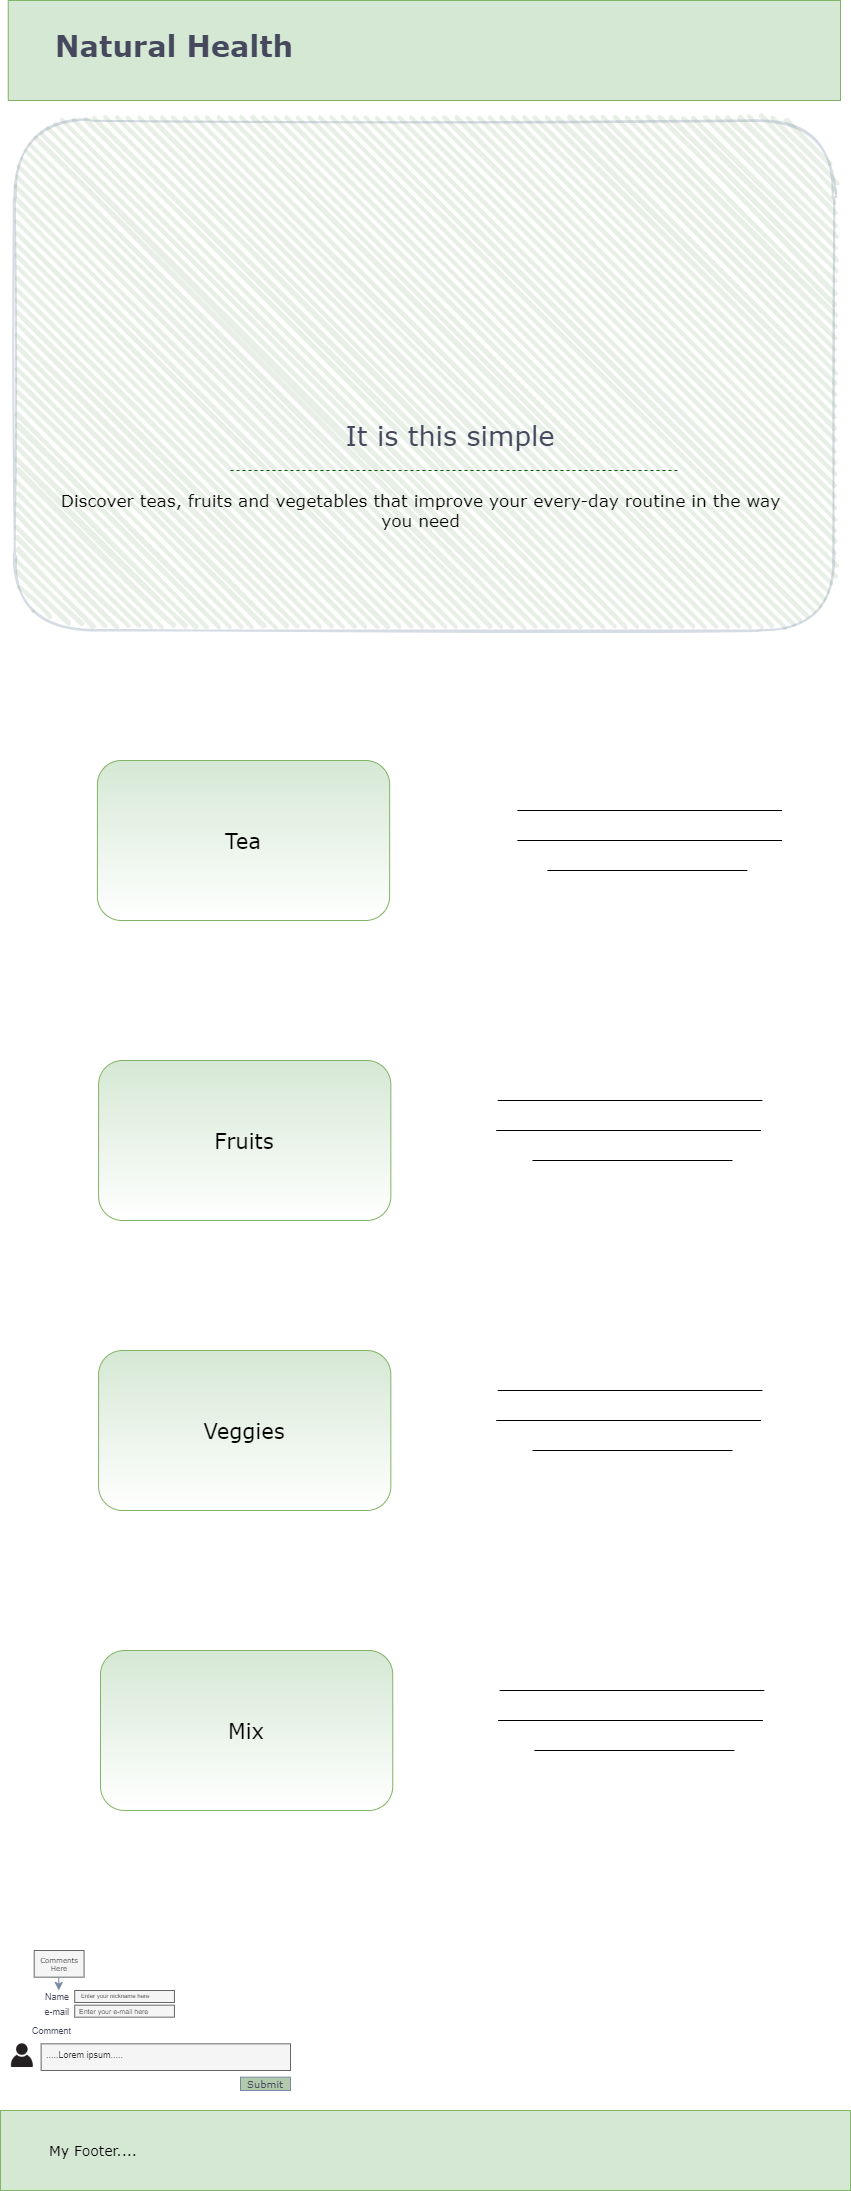 Natural Health
It is this simple
Discover teas, fruits and vegetables that improve your every-day routine in the way
you need
Tea
Fruits
Veggies
Mix
Comments
Here
Name
Enter your nickname here
e-mail
Enter your e-mail here
Comment
.....Lorem ipsum.....
Submit
My Footer....